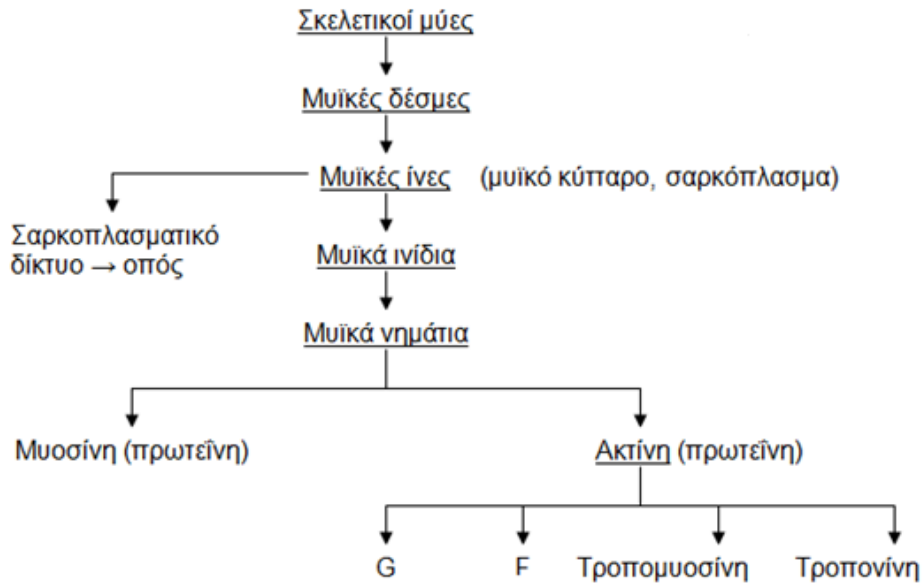 Σκελετικοί μύες
Μυϊκές δέσμες
Μυϊκές ίνες (μυϊκό κύτταρο, σαρκόπλασμα)
Σαρκοπλασματικό
δίκτυο → οπός
Μυϊκά ινίδια
Μυϊκά νημάτια
Μυοσίνη (πρωτεΐνη)
Ακτίνη (πρωτεΐνη)
G
F
Τροπομυοσίνη
Τροπονίνη